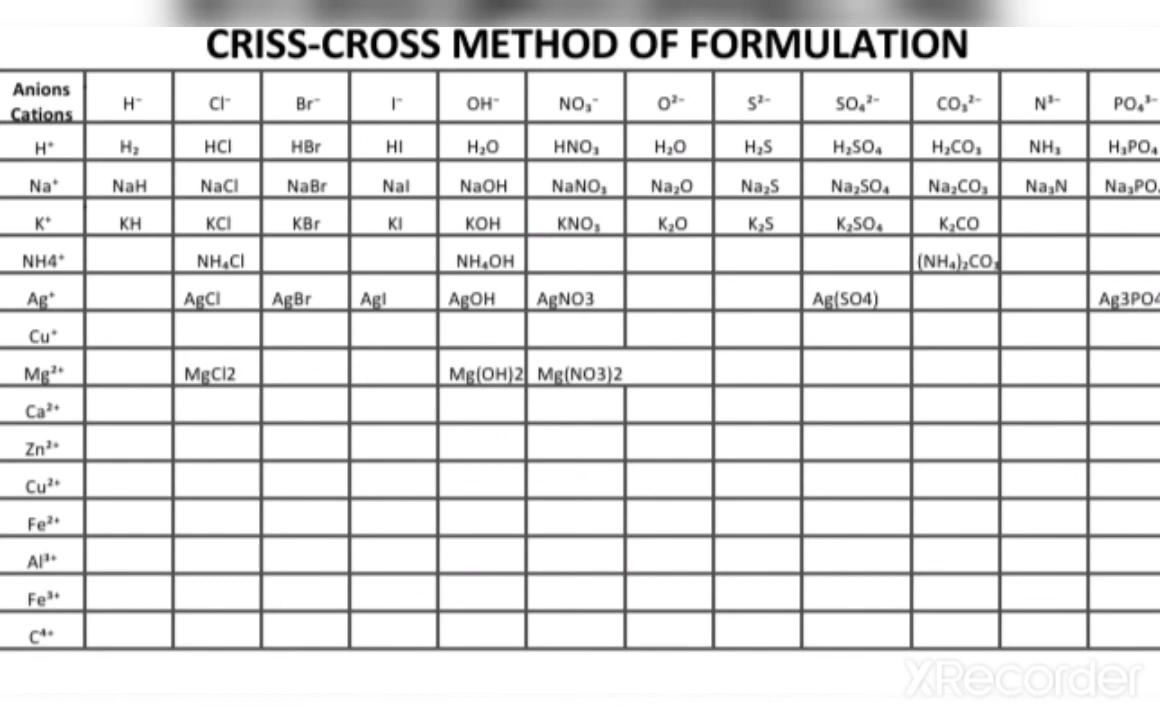 CRISS-CROSS METHOD OF FORMULATION
Anions Cations H⁻ Cl⁻ Br⁻ I⁻ OH⁻ NO₃⁻ O²⁻ S²⁻ SO₄²⁻ CO₃²⁻ N³⁻ PO₄³⁻
H⁺ H₂ HCl HBr HI H₂O HNO₃ H₂O H₂S H₂SO₄ H₂CO₃ NH₃ H₃PO₄
Na⁺ NaH NaCl NaBr NaI NaOH NaNO₃ Na₂O Na₂S Na₂SO₄ Na₂CO₃ Na₃N Na₃PO
K⁺ KH KCl KBr KI KOH KNO₃ K₂O K₂S K₂SO₄ K₂CO
NH4⁺ NH₄Cl NH₄OH (NH₄)₂CO₃
Ag⁺ AgCl AgBr AgI AgOH AgNO3 Ag(SO4) Ag3PO4
Cu⁺
Mg²⁺ MgCl2 Mg(OH)2 Mg(NO3)2
Ca²⁺
Zn²⁺
Cu²⁺
Fe²⁺
Al³⁺
Fe³⁺
C⁴⁺
XRecorder